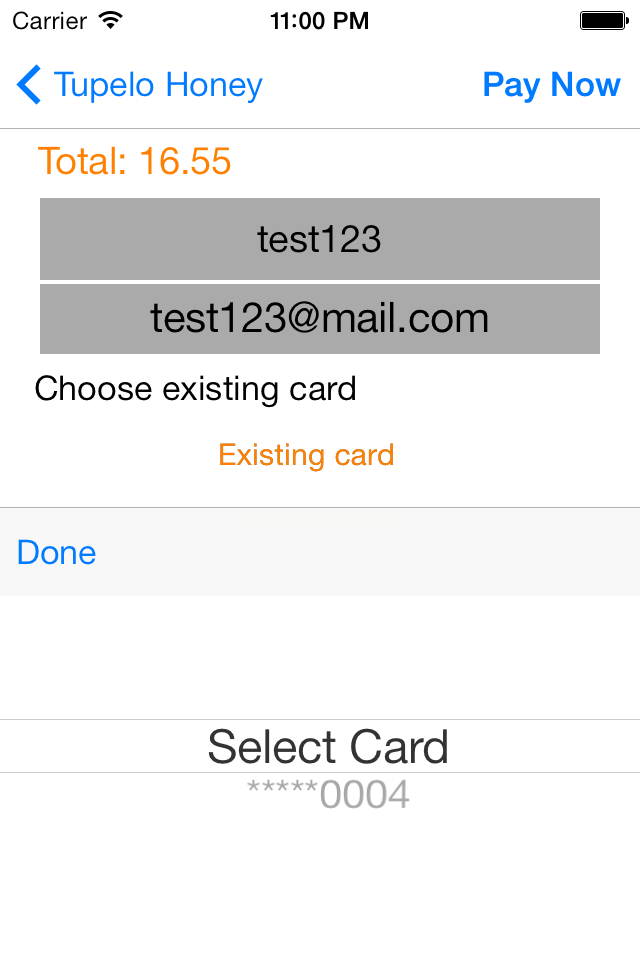 Carrier 11:00 PM
Tupelo Honey Pay Now
Total: 16.55
test123
test123@mail.com
Choose existing card
Existing card
Done
Select Card
*****0004